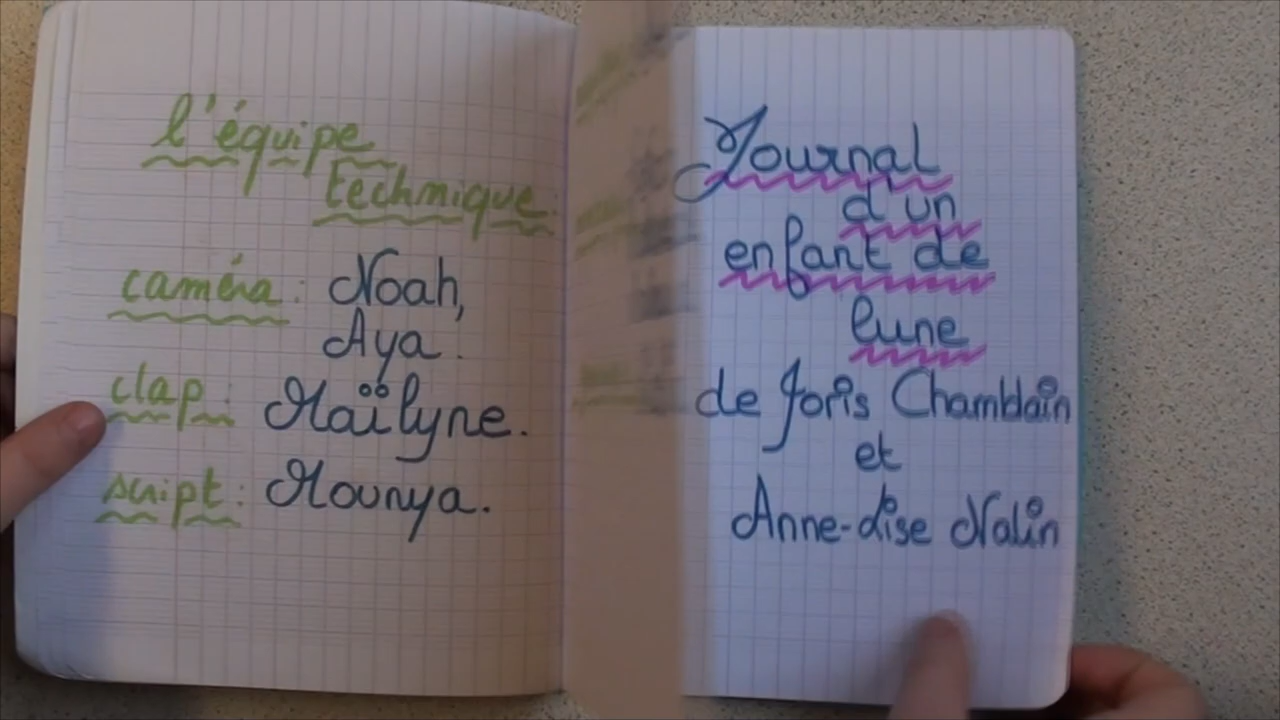 l'équipe
technique:
caméra: Noah,
Aya.
clap: Maïlyne.
script: Mounya.
Journal
d'un
enfant de
lune
de Joris Chamblain
et
Anne-Lise Nalin